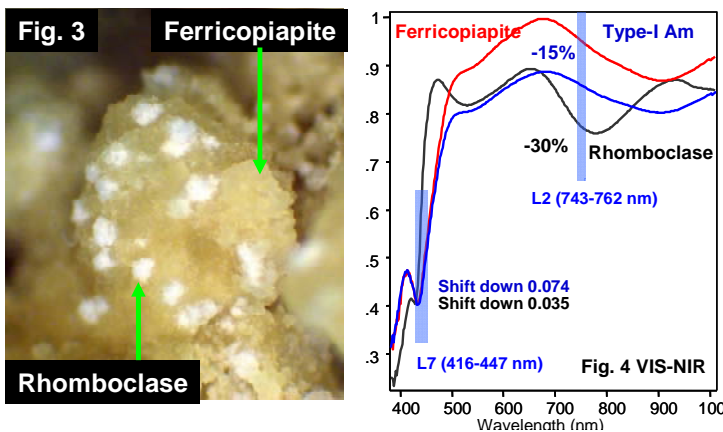 Fig. 3
Ferricopiapite
Rhomboclase
1
.9
.8
.7
.6
.5
.4
.3
Ferricopiapite
Type-I Am
-15%
-30%
Rhomboclase
L2 (743-762 nm)
Shift down 0.074
Shift down 0.035
L7 (416-447 nm)
Fig. 4 VIS-NIR
400 500 600 700 800 900 100
Wavelength (nm)